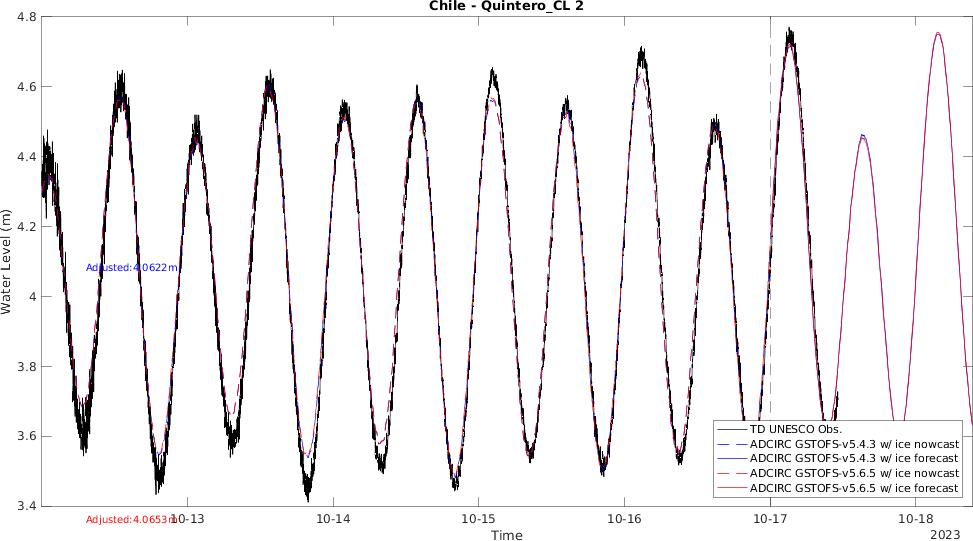 Chile - Quintero_CL 2
4.8
4.6
4.4
4.2
4
3.8
3.6
3.4
Water Level (m)
Adjusted:4.0622m
Adjusted:4.0653m
10-13
10-14
10-15
10-16
10-17
10-18
Time
2023
TD UNESCO Obs.
ADCIRC GSTOFS-v5.4.3 w/ ice nowcast
ADCIRC GSTOFS-v5.4.3 w/ ice forecast
ADCIRC GSTOFS-v5.6.5 w/ ice nowcast
ADCIRC GSTOFS-v5.6.5 w/ ice forecast